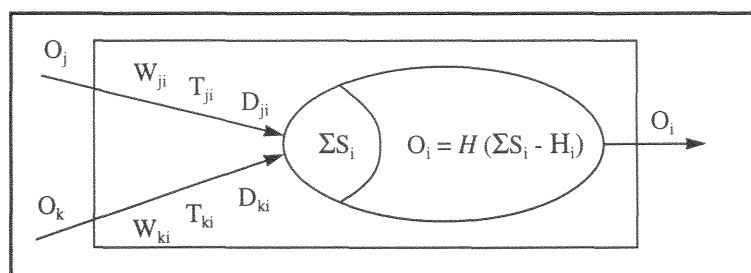 O_j
W_ji T_ji D_ji
ΣS_i O_i = H (ΣS_i - H_i) O_i
O_k
W_ki T_ki D_ki